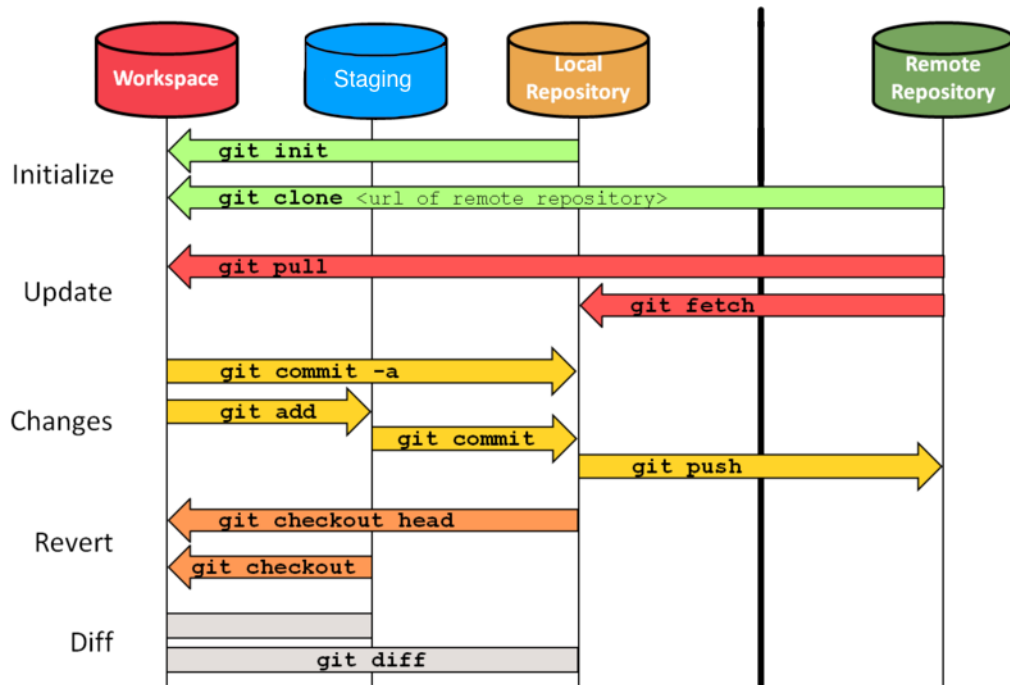 Workspace
Staging
Local
Repository
Remote
Repository
Initialize
git init
git clone <url of remote repository>
Update
git pull
git fetch
Changes
git commit -a
git add
git commit
git push
Revert
git checkout head
git checkout
Diff
git diff